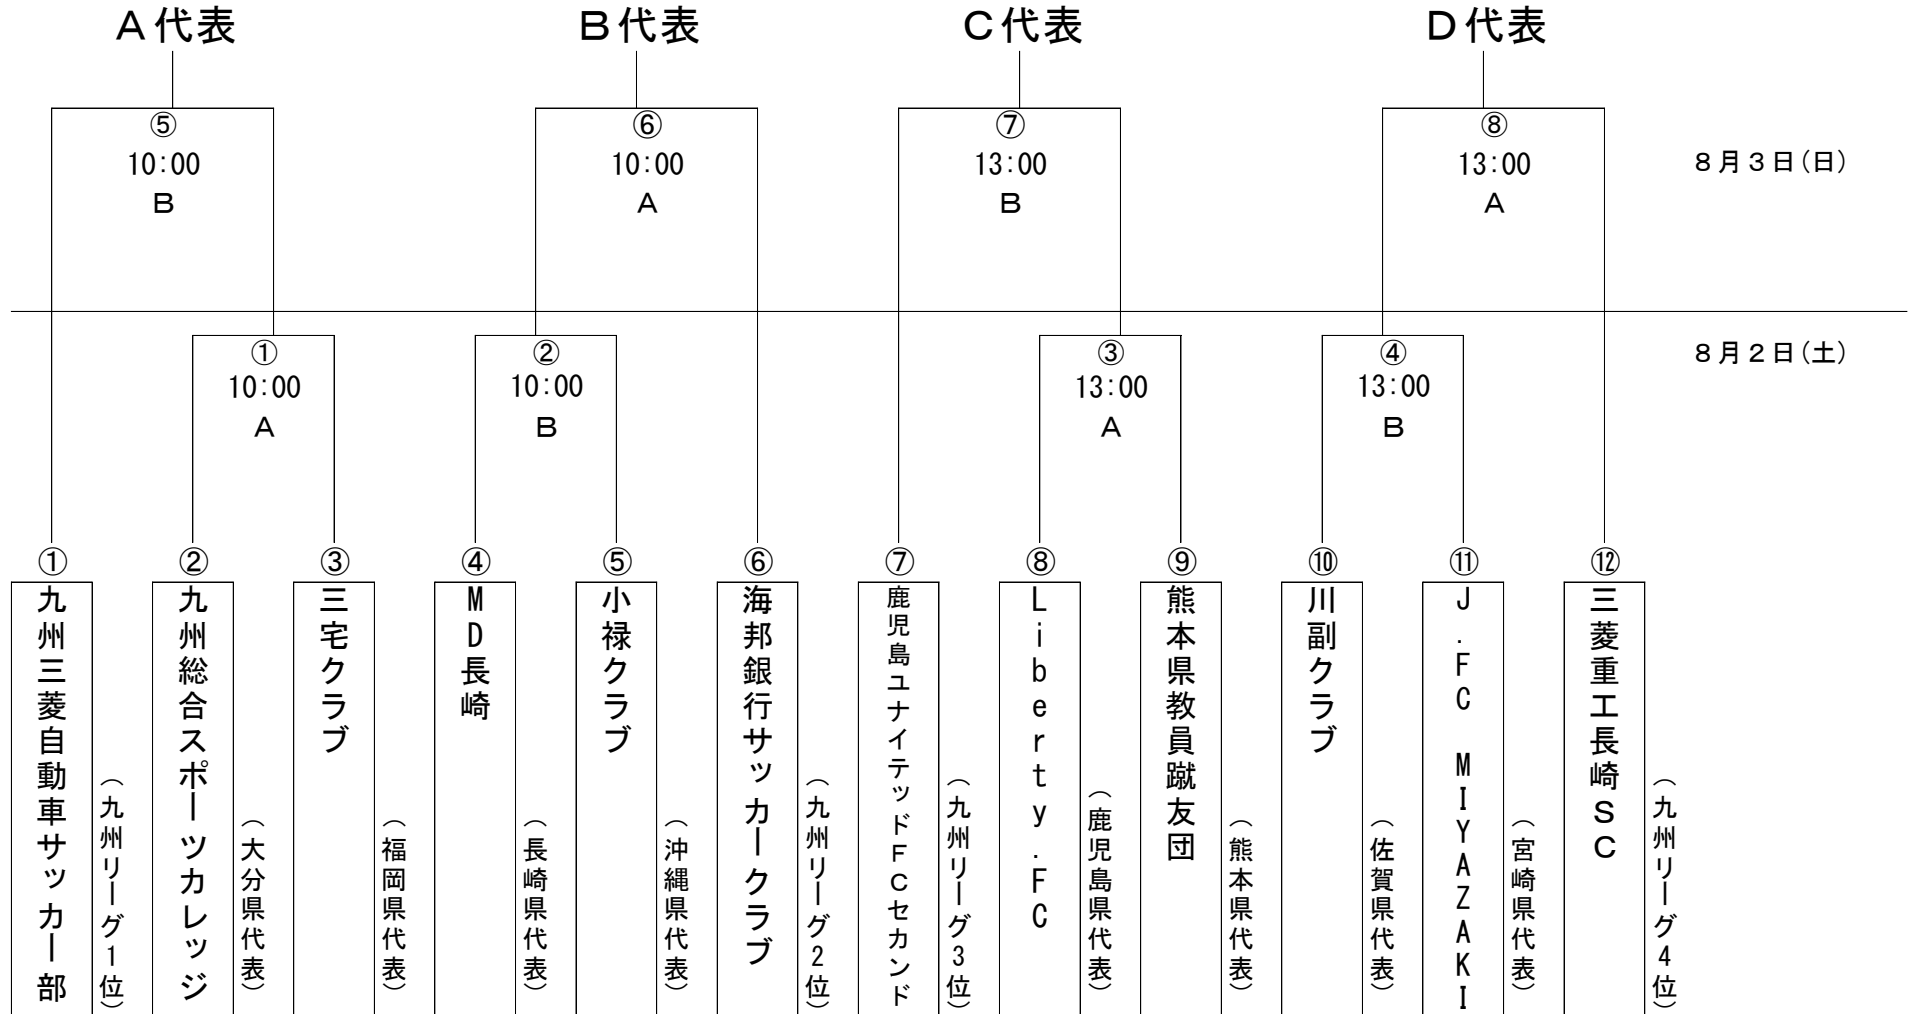 A代表
B代表
C代表
D代表
⑤
10:00
B
⑥
10:00
A
⑦
13:00
B
⑧
13:00
A
8月3日(日)
①
10:00
A
②
10:00
B
③
13:00
A
④
13:00
B
8月2日(土)
①
九州三菱自動車サッカー部
(九州リーグ1位)
②
九州総合スポーツカレッジ
(大分県代表)
③
三宅クラブ
(福岡県代表)
④
MD長崎
(長崎県代表)
⑤
小禄クラブ
(沖縄県代表)
⑥
海邦銀行サッカークラブ
(九州リーグ2位)
⑦
鹿児島ユナイテッドFCセカンド
(九州リーグ3位)
⑧
Liberty.FC
(鹿児島県代表)
⑨
熊本県教員蹴友団
(熊本県代表)
⑩
川副クラブ
(佐賀県代表)
⑪
J.FC MIYAZAKI
(宮崎県代表)
⑫
三菱重工長崎SC
(九州リーグ4位)